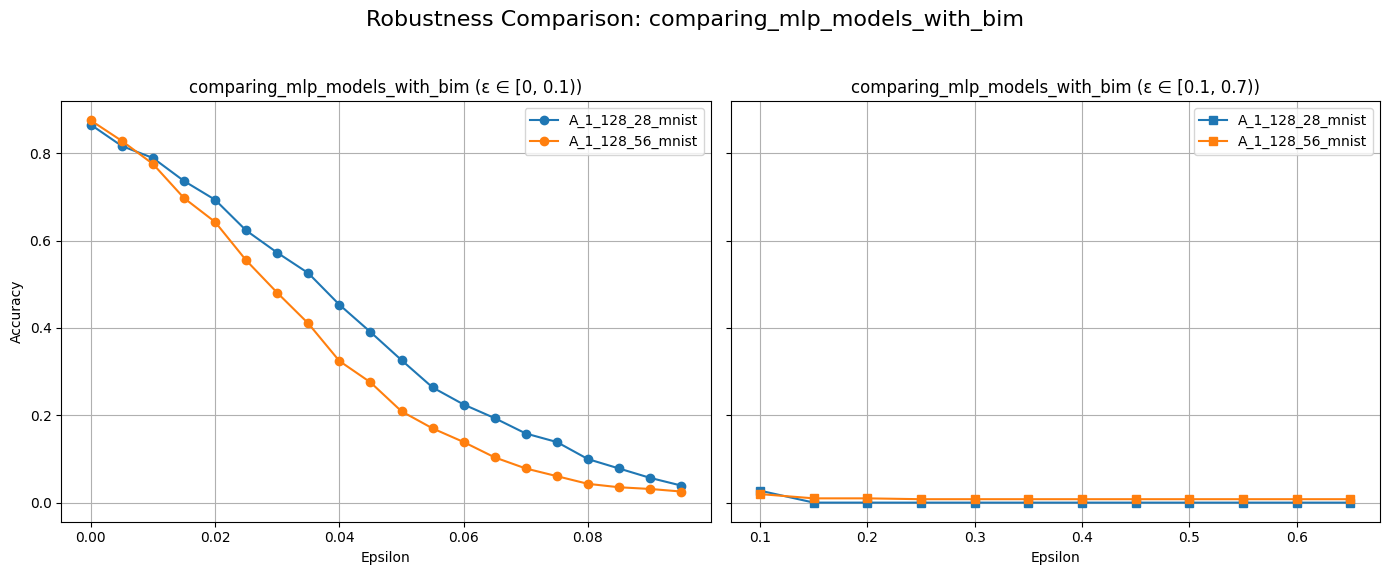 Robustness Comparison: comparing_mlp_models_with_bim
comparing_mlp_models_with_bim (ε ∈ [0, 0.1))
A_1_128_28_mnist
A_1_128_56_mnist
Accuracy
0.8
0.6
0.4
0.2
0.0
0.00 0.02 0.04 0.06 0.08
Epsilon
comparing_mlp_models_with_bim (ε ∈ [0.1, 0.7))
A_1_128_28_mnist
A_1_128_56_mnist
0.1 0.2 0.3 0.4 0.5 0.6
Epsilon